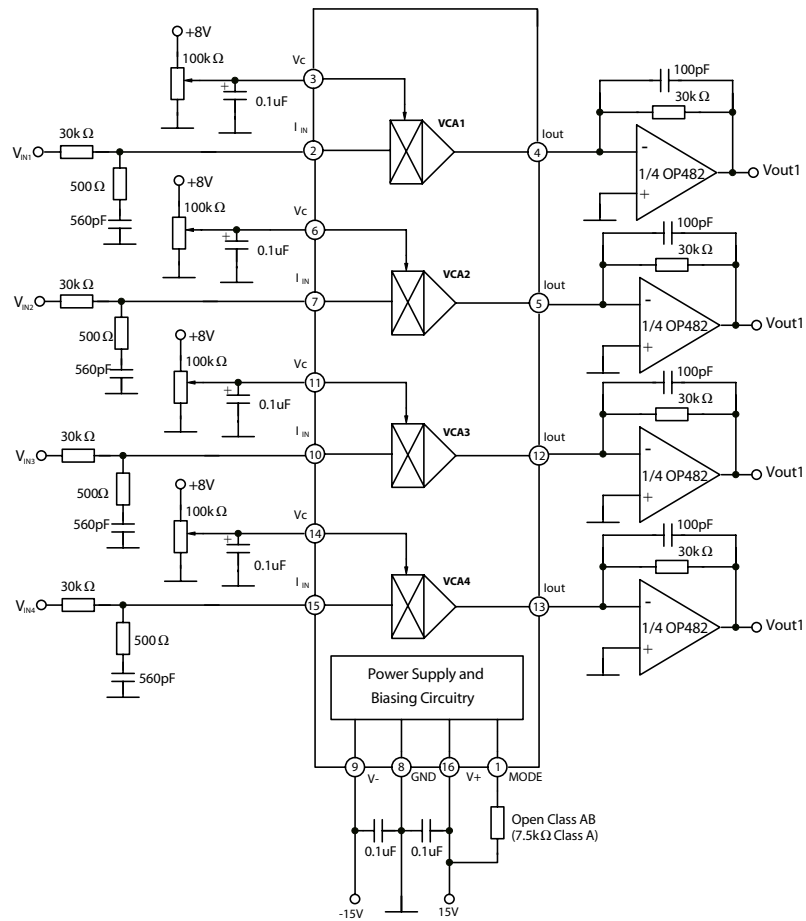 +8V
100kΩ
Vc
3
0.1uF
100pF
30kΩ
VCA1
I IN
Iout
30kΩ
VIN1
2
4
-
+
1/4 OP482
Vout1
500Ω
560pF
+8V
100kΩ
Vc
6
0.1uF
100pF
30kΩ
VCA2
I IN
Iout
30kΩ
VIN2
7
5
-
+
1/4 OP482
Vout1
500Ω
560pF
+8V
100kΩ
Vc
11
0.1uF
100pF
30kΩ
VCA3
I IN
Iout
30kΩ
VIN3
10
12
-
+
1/4 OP482
Vout1
500Ω
560pF
+8V
100kΩ
Vc
14
0.1uF
100pF
30kΩ
VCA4
I IN
Iout
30kΩ
VIN4
15
13
-
+
1/4 OP482
Vout1
500Ω
560pF
Power Supply and
Biasing Circuitry
9
V-
8
GND
16
V+
1
MODE
Open Class AB
(7.5kΩ Class A)
0.1uF
0.1uF
-15V
15V